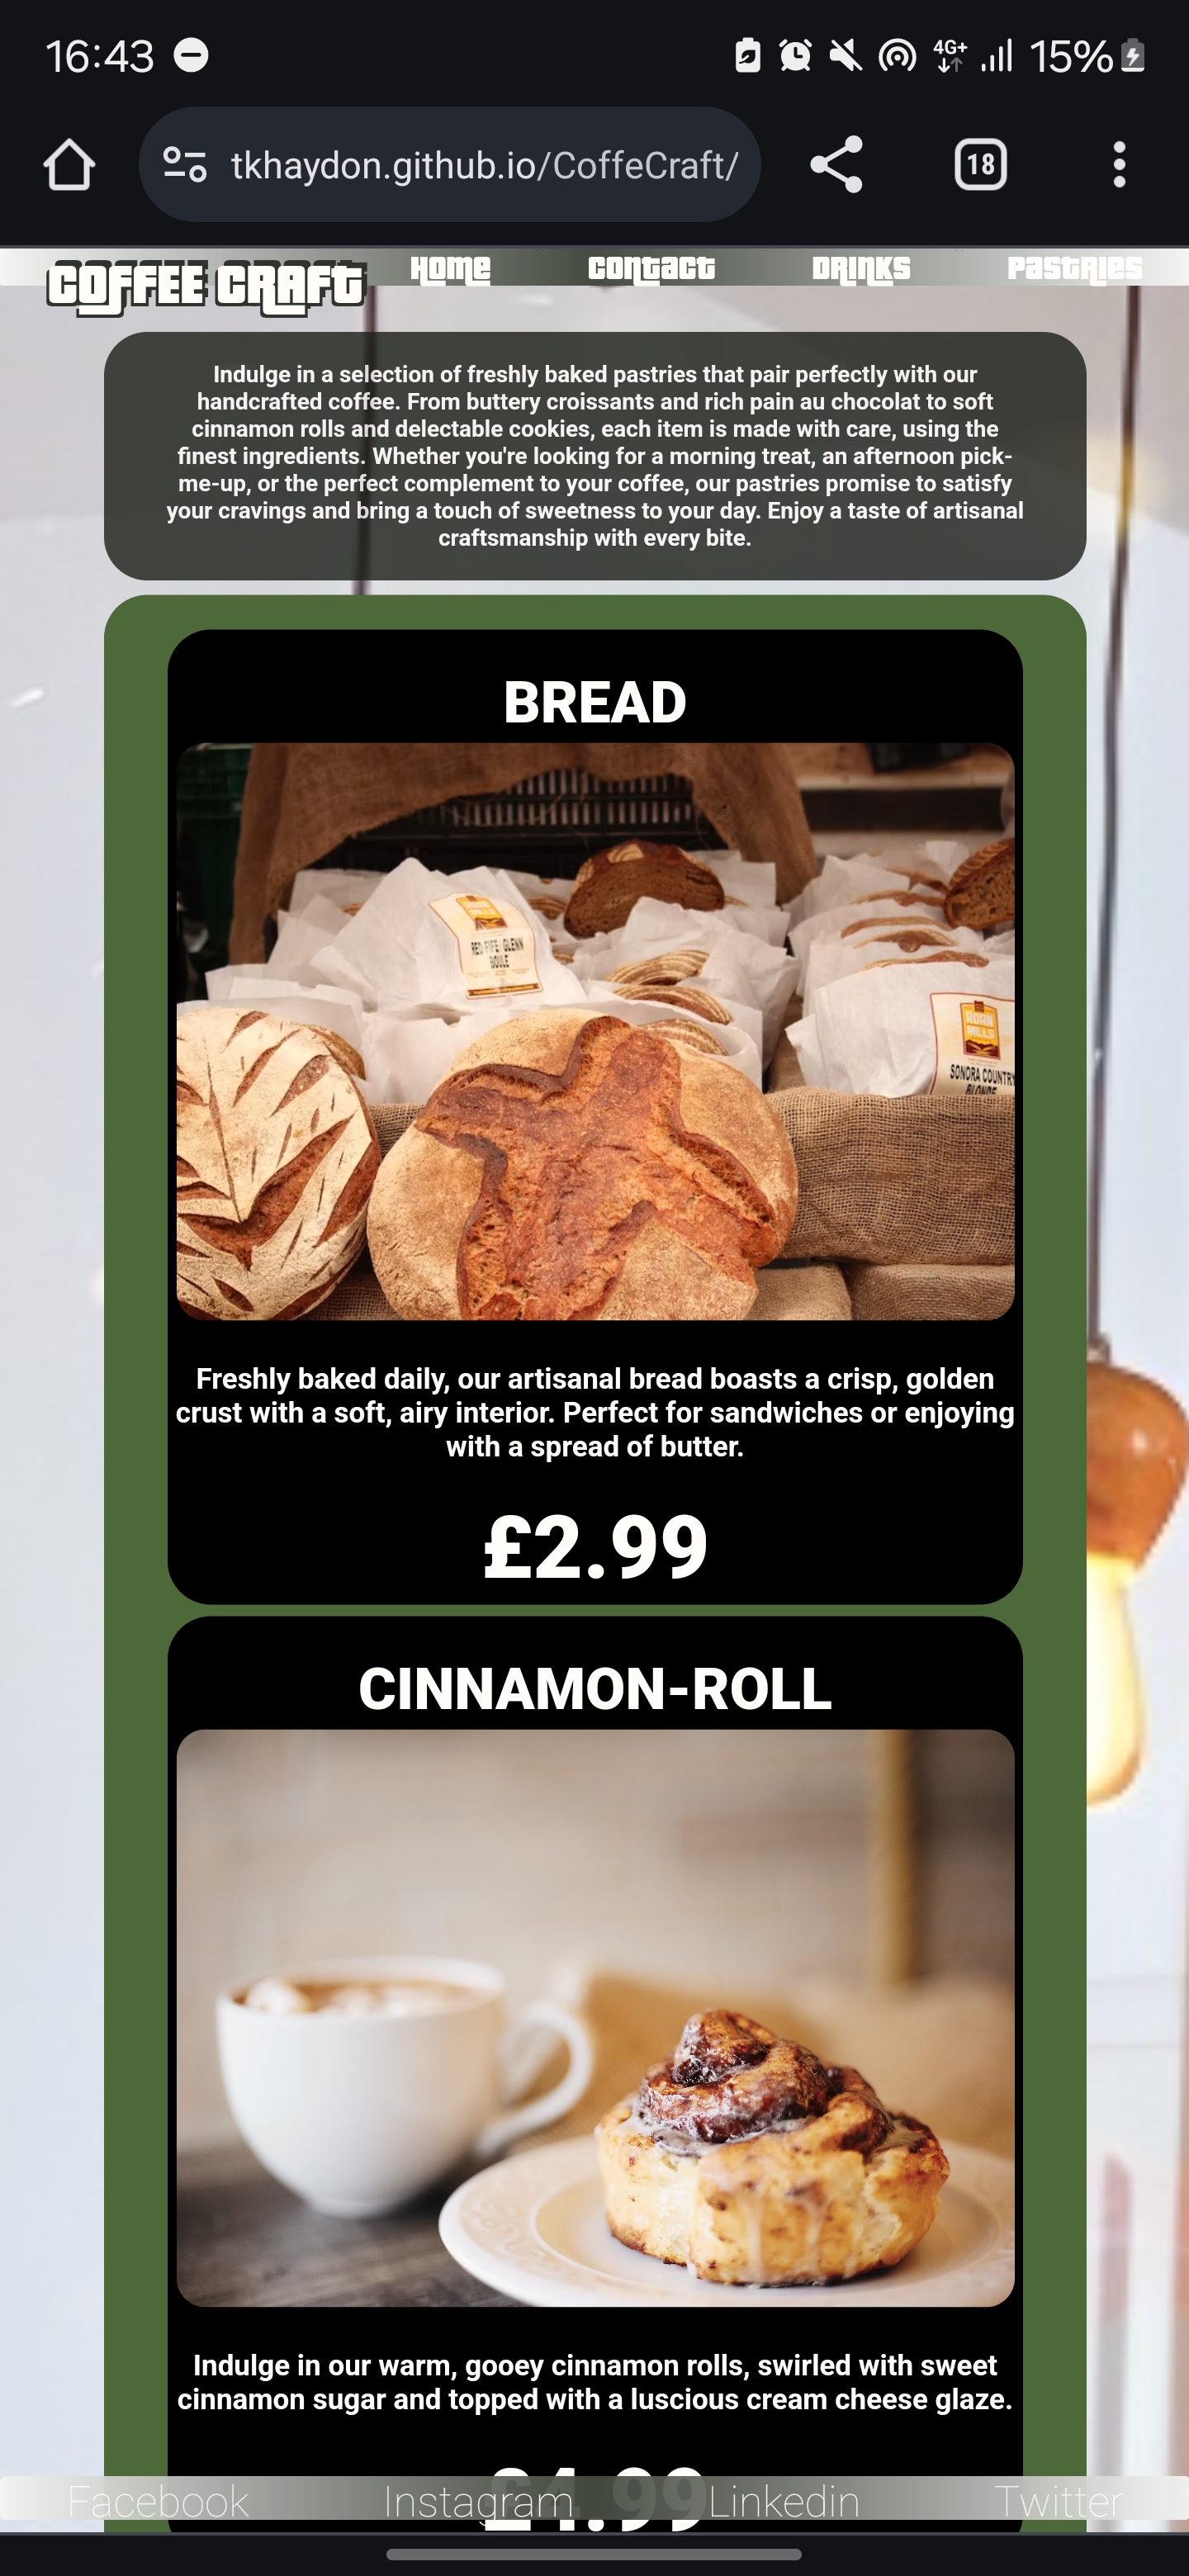 16:43
4G+
15%
tkhaydon.github.io/CoffeCraft/
18
COFFEE CRAFT
HOME CONTACT DRINKS PASTRIES
Indulge in a selection of freshly baked pastries that pair perfectly with our
handcrafted coffee. From buttery croissants and rich pain au chocolat to soft
cinnamon rolls and delectable cookies, each item is made with care, using the
finest ingredients. Whether you're looking for a morning treat, an afternoon pick-
me-up, or the perfect complement to your coffee, our pastries promise to satisfy
your cravings and bring a touch of sweetness to your day. Enjoy a taste of artisanal
craftsmanship with every bite.
BREAD
RED FIFE/GLENN
BOULE
ROAN
MILLS
SONORA COUNTRY
BLONDE
Freshly baked daily, our artisanal bread boasts a crisp, golden
crust with a soft, airy interior. Perfect for sandwiches or enjoying
with a spread of butter.
£2.99
CINNAMON-ROLL
Indulge in our warm, gooey cinnamon rolls, swirled with sweet
cinnamon sugar and topped with a luscious cream cheese glaze.
£4.99
Facebook Instagram Linkedin Twitter